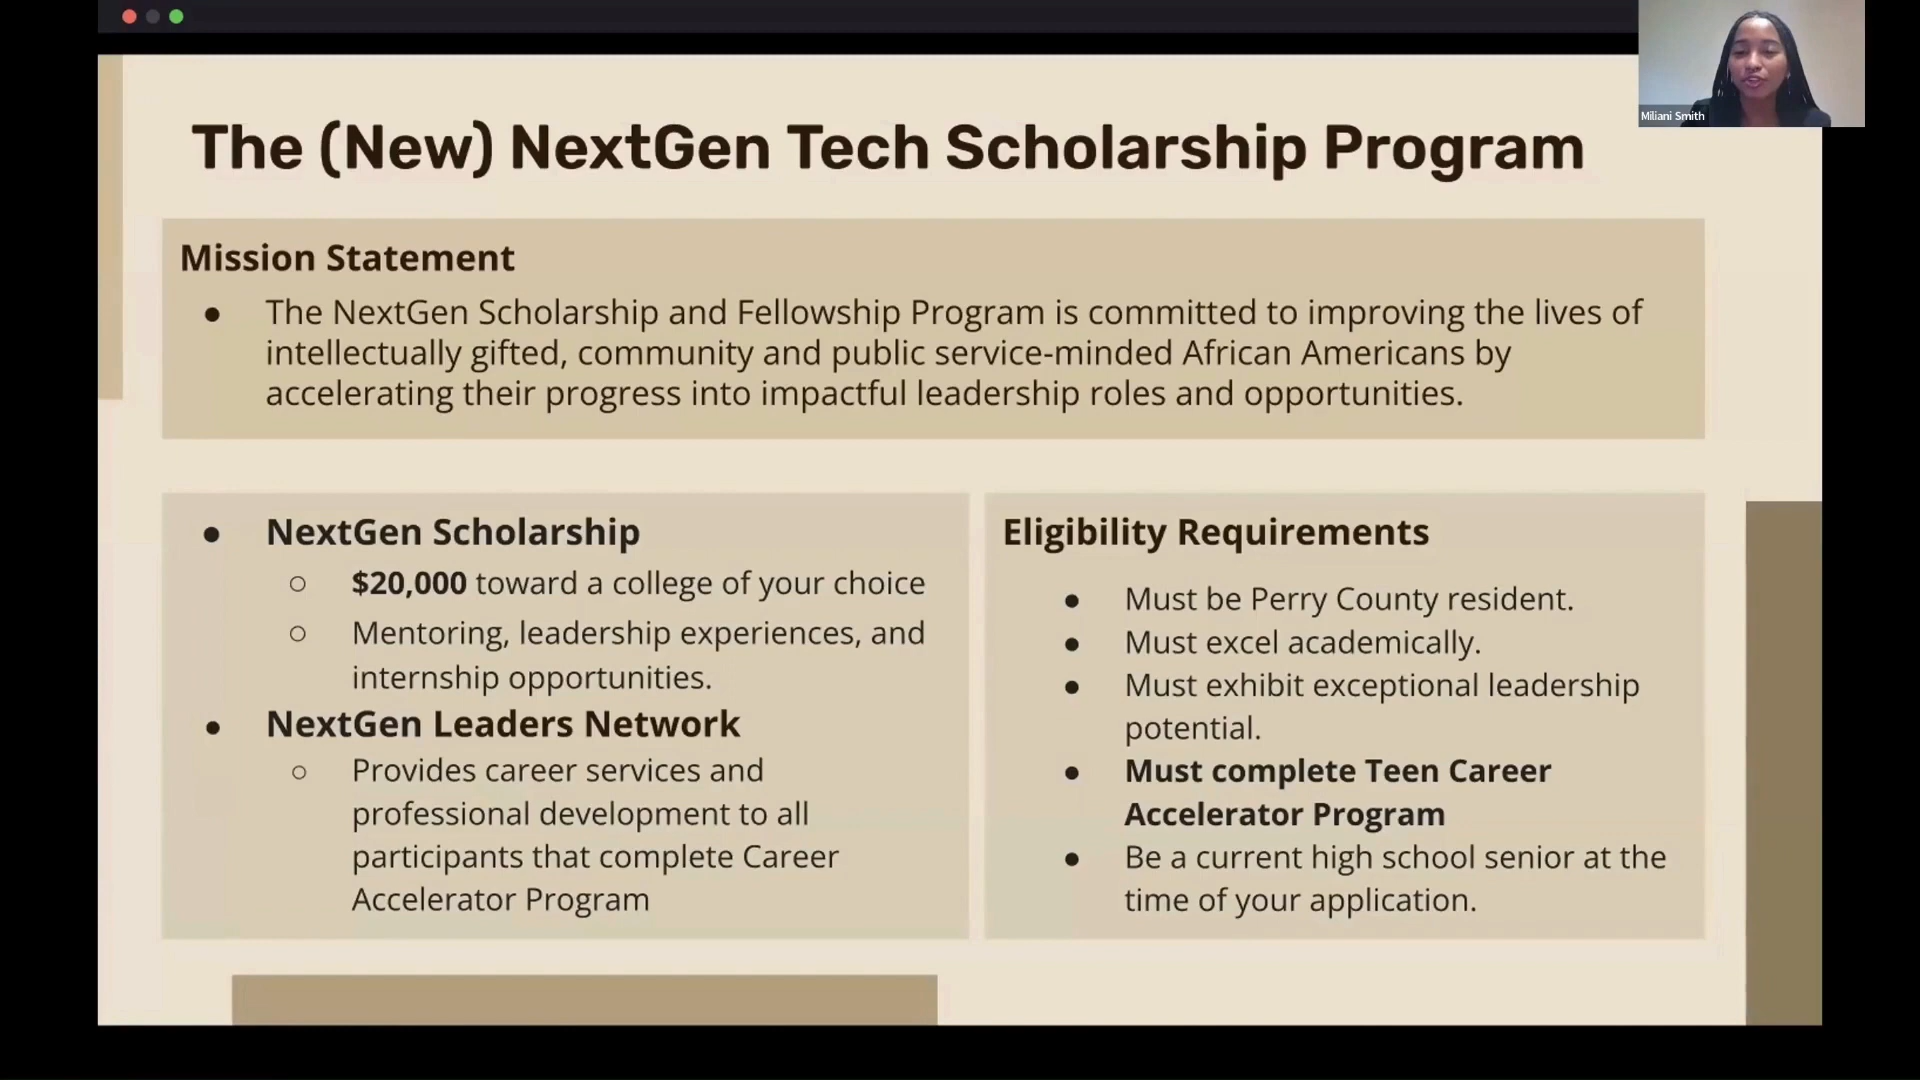 The (New) NextGen Tech Scholarship Program
Miliani Smith
Mission Statement
● The NextGen Scholarship and Fellowship Program is committed to improving the lives of
intellectually gifted, community and public service-minded African Americans by
accelerating their progress into impactful leadership roles and opportunities.
● NextGen Scholarship
○ $20,000 toward a college of your choice
○ Mentoring, leadership experiences, and
internship opportunities.
● NextGen Leaders Network
○ Provides career services and
professional development to all
participants that complete Career
Accelerator Program
Eligibility Requirements
● Must be Perry County resident.
● Must excel academically.
● Must exhibit exceptional leadership
potential.
● Must complete Teen Career
Accelerator Program
● Be a current high school senior at the
time of your application.